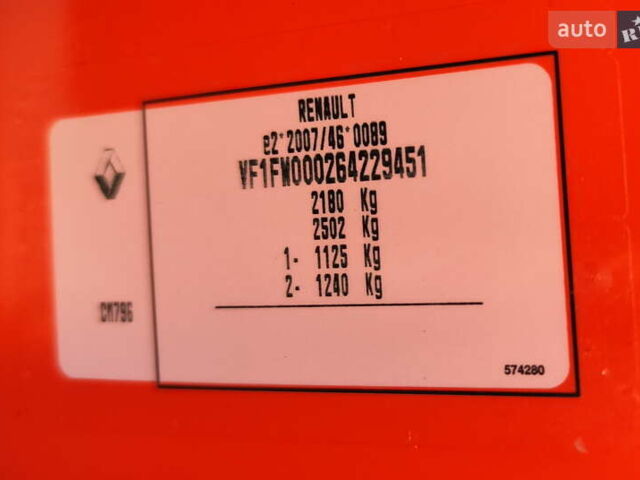 auto R
RENAULT
e2*2007/46*0089
VF1FW000264229451
2180 Kg
2502 Kg
1- 1125 Kg
2- 1240 Kg
CM796
574280